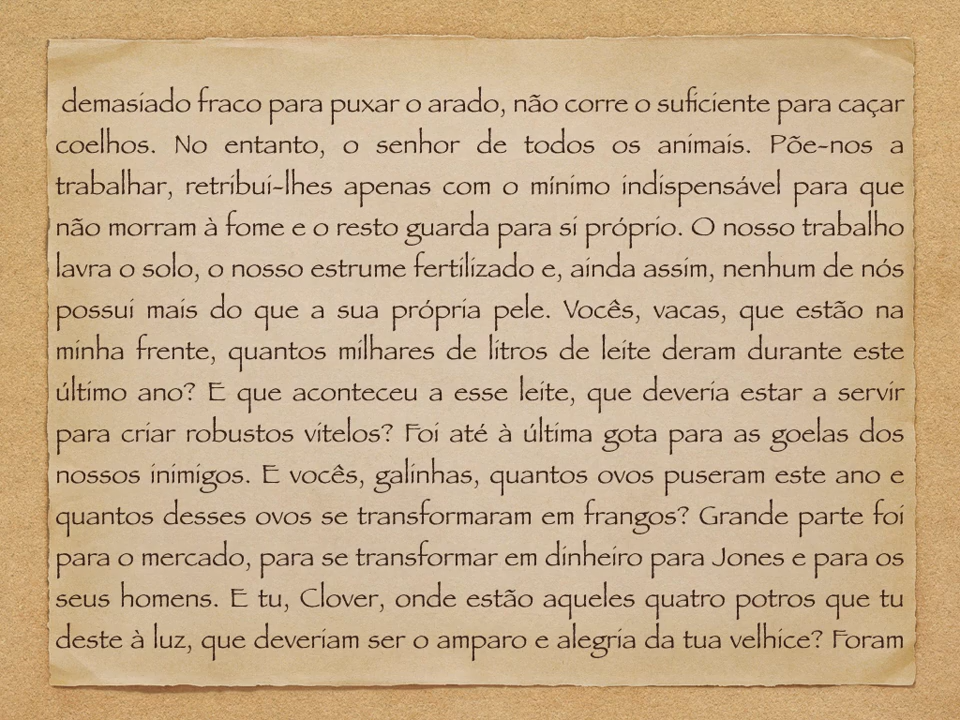 demasiado fraco para puxar o arado, não corre o suficiente para caçar
coelhos. No entanto, o senhor de todos os animais. Põe-nos a
trabalhar, retribui-lhes apenas com o mínimo indispensável para que
não morram à fome e o resto guarda para si próprio. O nosso trabalho
lavra o solo, o nosso estrume fertilizado e, ainda assim, nenhum de nós
possui mais do que a sua própria pele. Vocês, vacas, que estão na
minha frente, quantos milhares de litros de leite deram durante este
último ano? E que aconteceu a esse leite, que deveria estar a servir
para criar robustos vitelos? Foi até à última gota para as goelas dos
nossos inimigos. E vocês, galinhas, quantos ovos puseram este ano e
quantos desses ovos se transformaram em frangos? Grande parte foi
para o mercado, para se transformar em dinheiro para Jones e para os
seus homens. E tu, Clover, onde estão aqueles quatro potros que tu
deste à luz, que deveriam ser o amparo e alegria da tua velhice? Foram